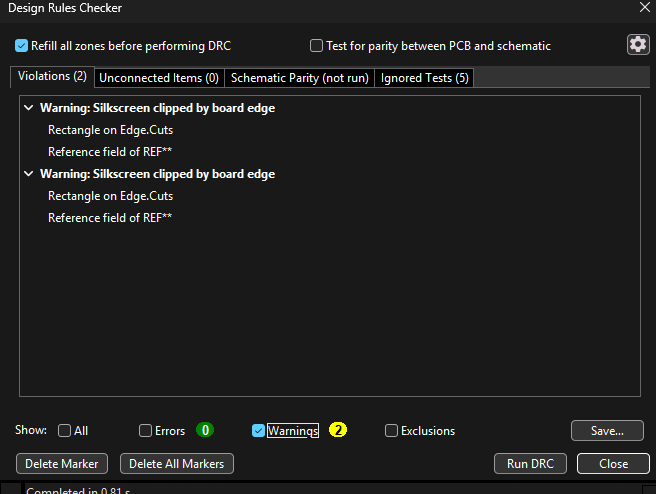 Design Rules Checker
Refill all zones before performing DRC
Test for parity between PCB and schematic
Violations (2)
Unconnected Items (0)
Schematic Parity (not run)
Ignored Tests (5)
Warning: Silkscreen clipped by board edge
Rectangle on Edge.Cuts
Reference field of REF**
Warning: Silkscreen clipped by board edge
Rectangle on Edge.Cuts
Reference field of REF**
Show:
All
Errors
0
Warnings
2
Exclusions
Save...
Delete Marker
Delete All Markers
Run DRC
Close
Completed in 0.81 s